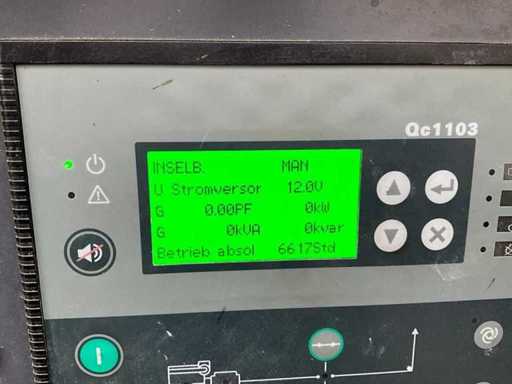 Qc1103
INSELB. MAN
U Stromversor 12.0V
G 0.00PF 0kW
G 0kVA 0kvar
Betrieb absol 6617Std